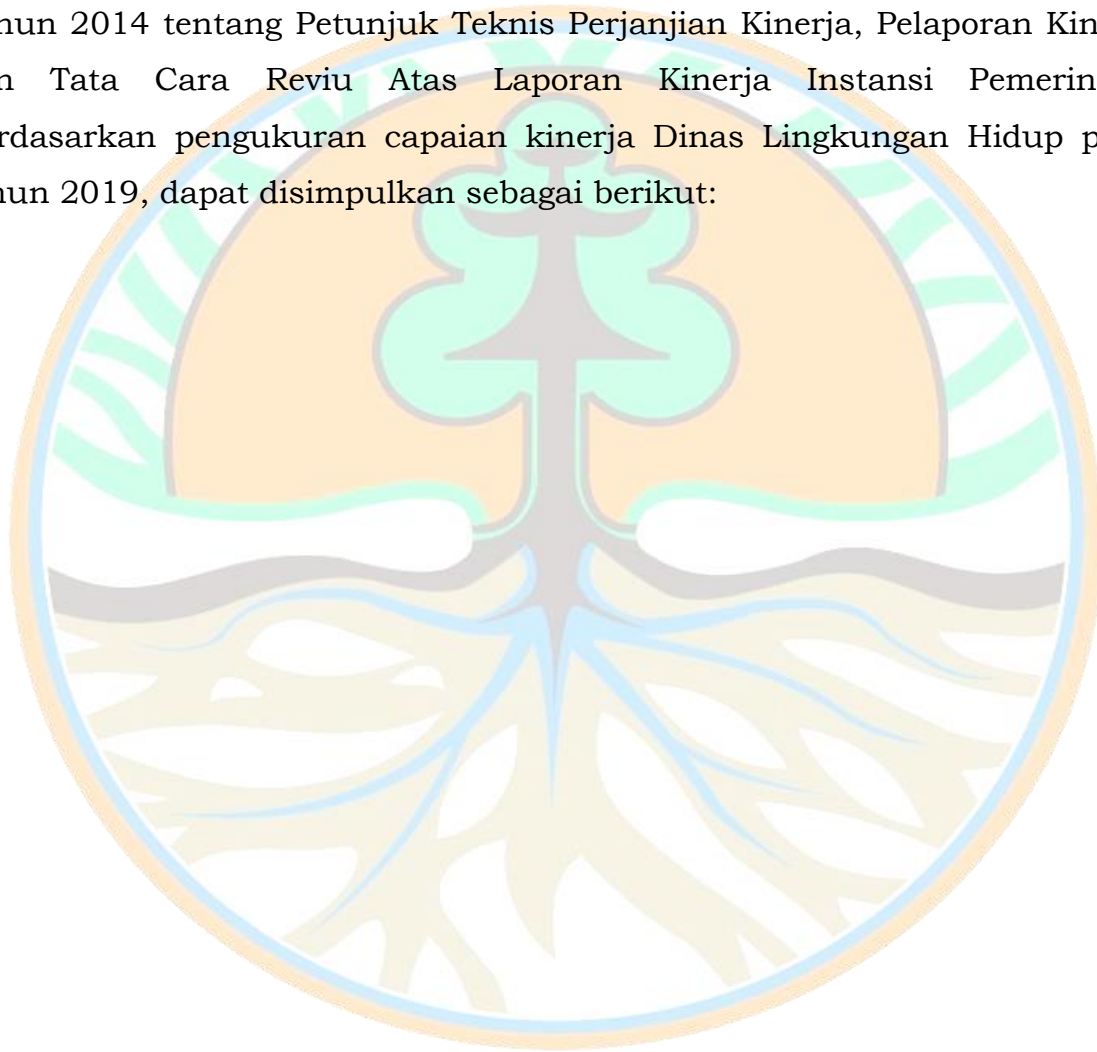 hun 2014 tentang Petunjuk Teknis Perjanjian Kinerja, Pelaporan Kin
n Tata Cara Reviu Atas Laporan Kinerja Instansi Pemerin
rdasarkan pengukuran capaian kinerja Dinas Lingkungan Hidup p
hun 2019, dapat disimpulkan sebagai berikut: